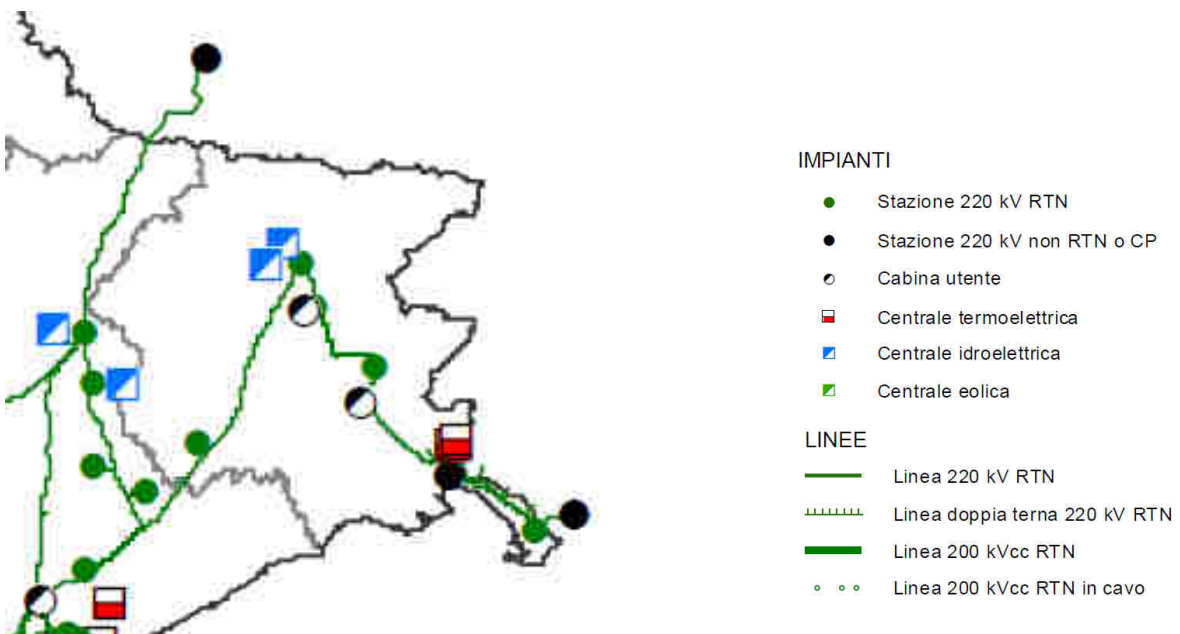 IMPIANTI
Stazione 220 kV RTN
Stazione 220 kV non RTN o CP
Cabina utente
Centrale termoelettrica
Centrale idroelettrica
Centrale eolica
LINEE
Linea 220 kV RTN
Linea doppia terna 220 kV RTN
Linea 200 kVcc RTN
Linea 200 kVcc RTN in cavo